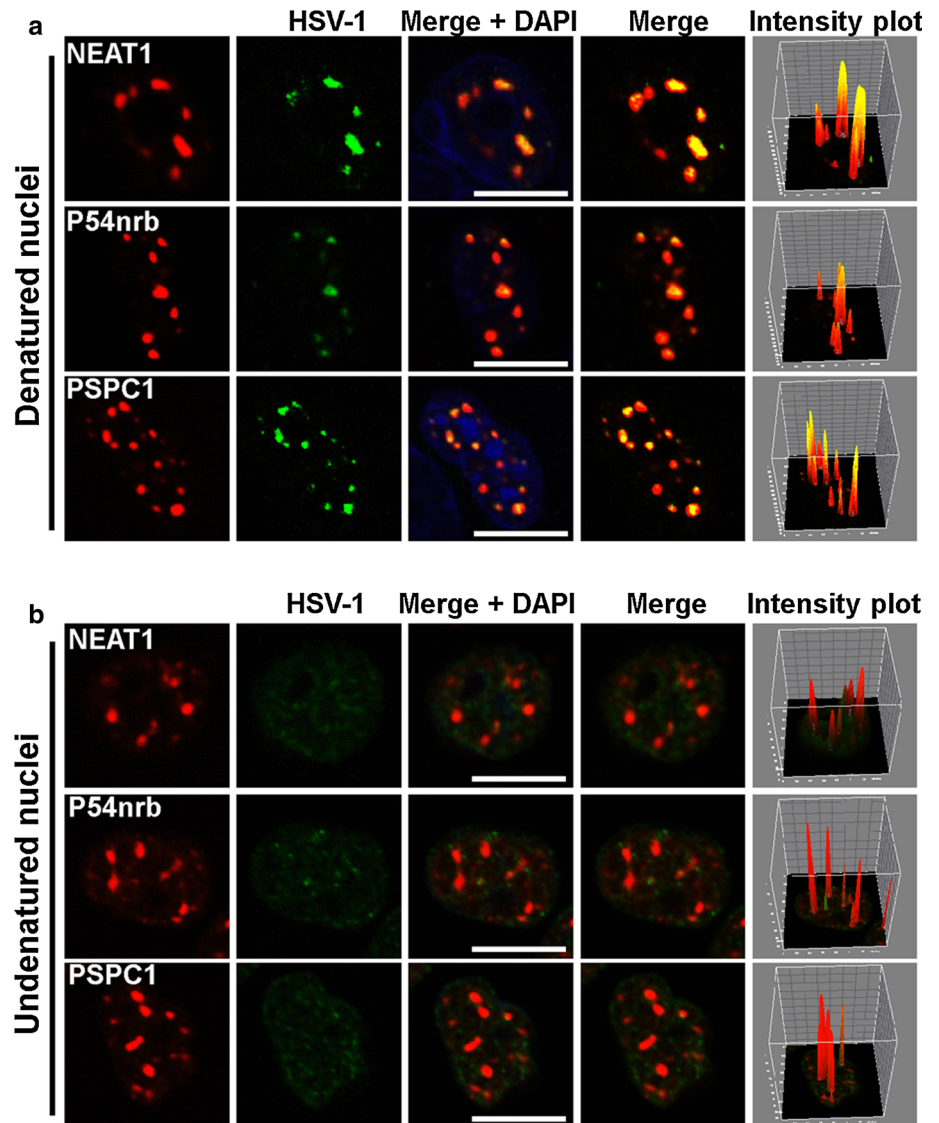 a
HSV-1 Merge + DAPI Merge Intensity plot
Denatured nuclei
NEAT1
P54nrb
PSPC1
b
HSV-1 Merge + DAPI Merge Intensity plot
Undenatured nuclei
NEAT1
P54nrb
PSPC1